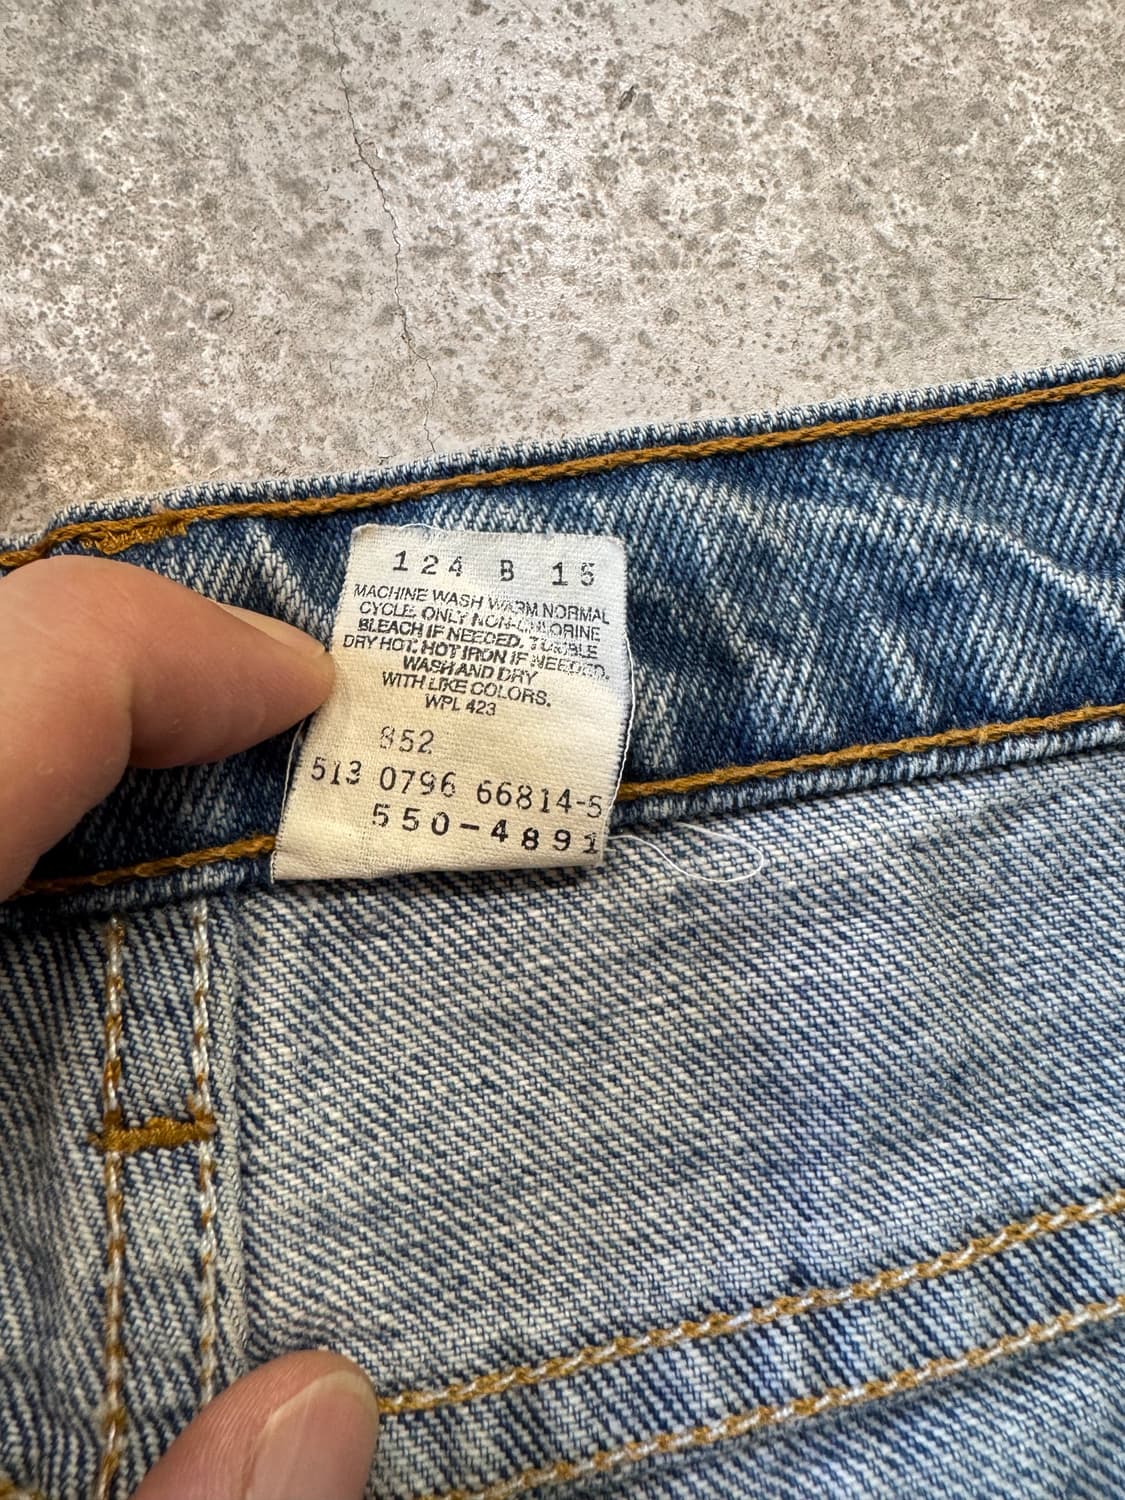 124 B 15
MACHINE WASH WARM NORMAL
CYCLE. ONLY NON-CHLORINE
BLEACH IF NEEDED. TUMBLE
DRY HOT. HOT IRON IF NEEDED.
WASH AND DRY
WITH LIKE COLORS.
WPL 423
852
513 0796 66814-5
550-4891